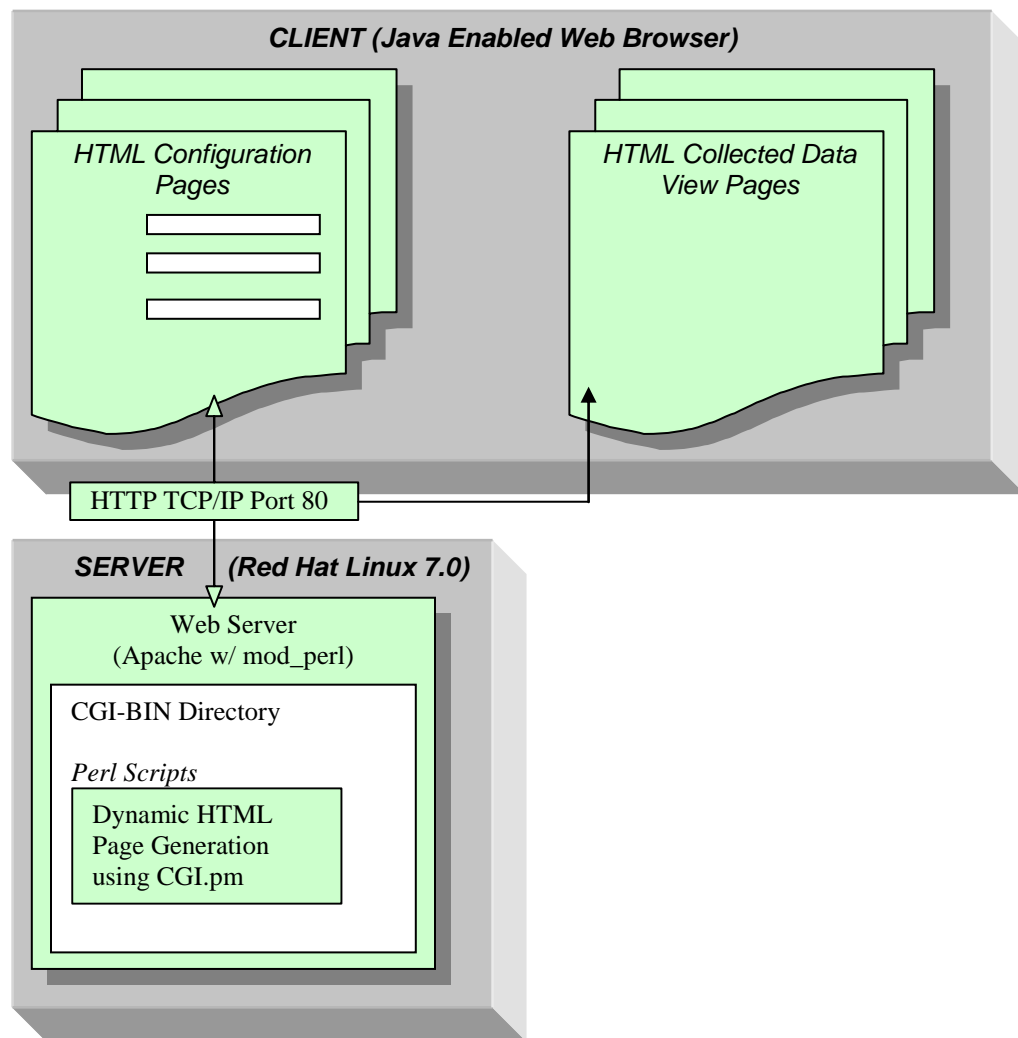 CLIENT (Java Enabled Web Browser)
HTML Configuration
Pages
HTML Collected Data
View Pages
HTTP TCP/IP Port 80
SERVER (Red Hat Linux 7.0)
Web Server
(Apache w/ mod_perl)
CGI-BIN Directory
Perl Scripts
Dynamic HTML
Page Generation
using CGI.pm